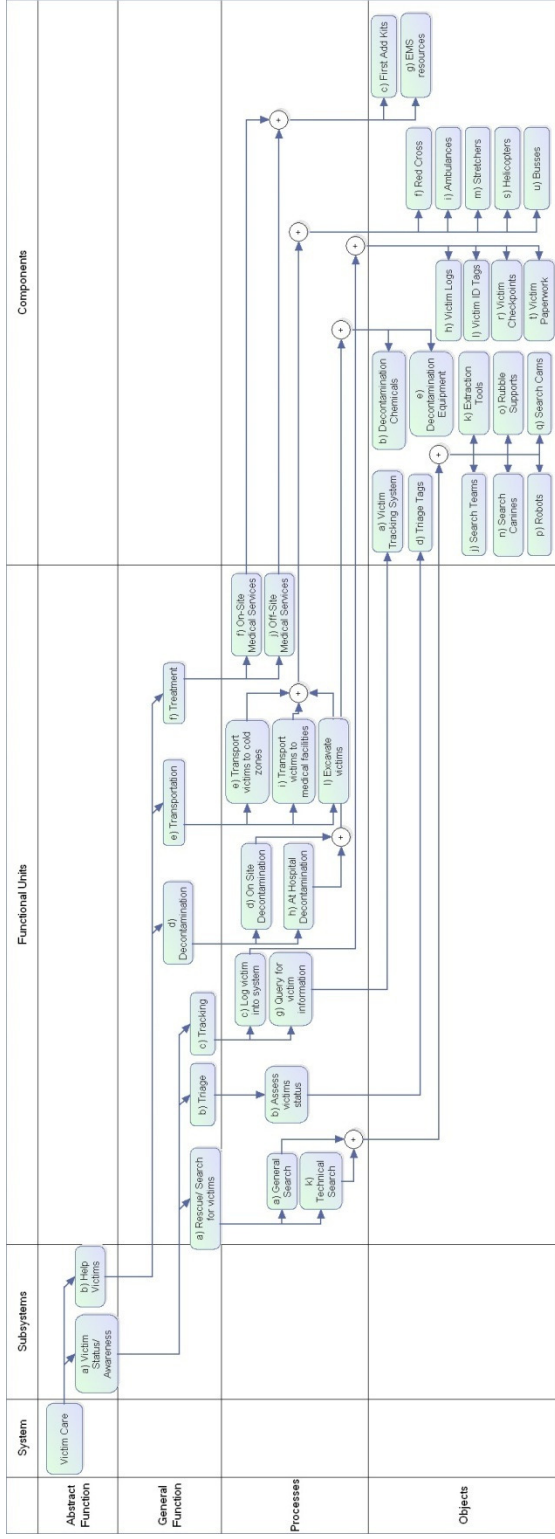 System
Subsystems
Functional Units
Components
Abstract
Function
Victim Care
a) Victim
Status/
Awareness
b) Help
Victims
General
Function
a) Rescue/ Search
for victims
b) Triage
c) Tracking
d)
Decontamination
e) Transportation
f) Treatment
Processes
a) General
Search
k)
Technical
Search
b) Assess
victims
status
c) Log victim
into system
g) Query for
victim
information
d) On Site
Decontamination
h) At Hospital
Decontamination
e) Transport
victims to cold
zones
i) Transport
victims to
medical facilities
l) Excavate
victims
f) On-Site
Medical Services
j) Off-Site
Medical Services
+
+
+
+
+
+
+
Objects
j) Search Teams
n) Search
Canines
p) Robots
k) Extraction
Tools
o) Rubble
Supports
q) Search Cams
a) Victim
Tracking System
d) Triage Tags
b) Decontamination
Chemicals
e)
Decontamination
Equipment
h) Victim Logs
l) Victim ID Tags
r) Victim
Checkpoints
t) Victim
Paperwork
f) Red Cross
i) Ambulances
m) Stretchers
s) Helicopters
u) Busses
c) First Add Kits
g) EMS
resources